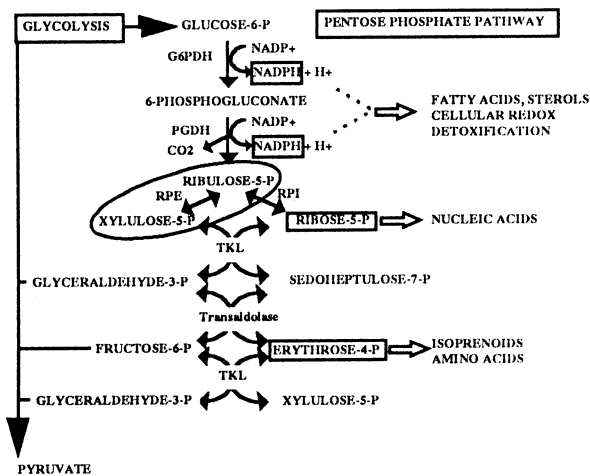 GLYCOLYSIS GLUCOSE-6-P PENTOSE PHOSPHATE PATHWAY
G6PDH NADP+
NADPH + H+
6-PHOSPHOGLUCONATE FATTY ACIDS, STEROLS
CELLULAR REDOX
DETOXIFICATION
PGDH NADP+
CO2 NADPH + H+
RIBULOSE-5-P
RPE RPI
XYLULOSE-5-P RIBOSE-5-P NUCLEIC ACIDS
TKL
GLYCERALDEHYDE-3-P SEDOHEPTULOSE-7-P
Transaldolase
FRUCTOSE-6-P ERYTHROSE-4-P ISOPRENOIDS
AMINO ACIDS
TKL
GLYCERALDEHYDE-3-P XYLULOSE-5-P
PYRUVATE